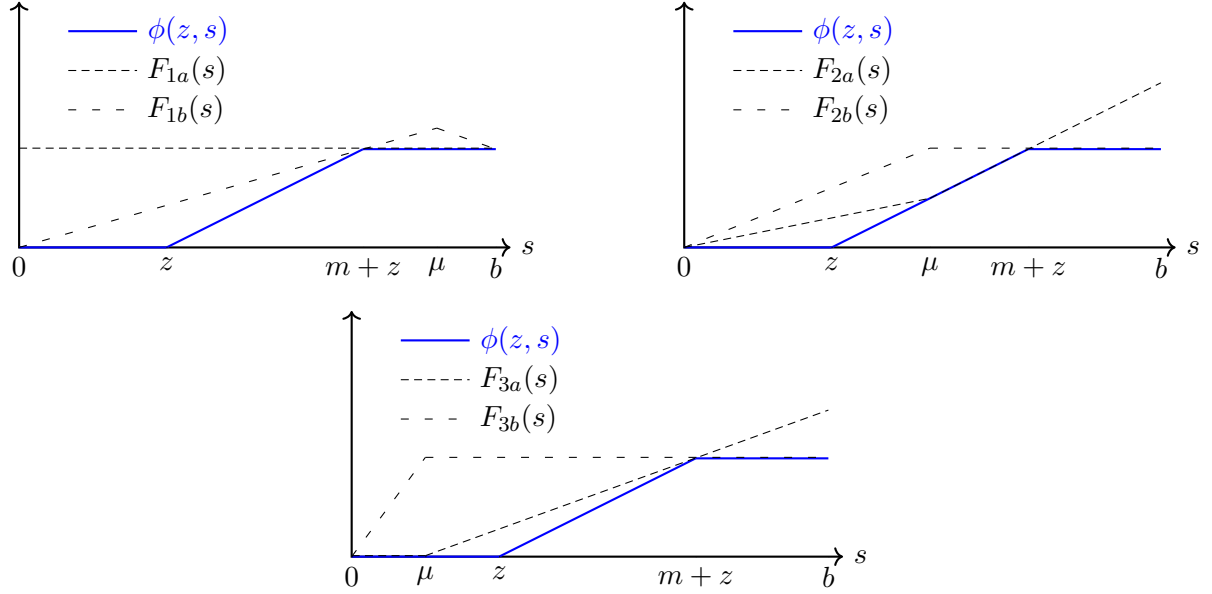 ϕ(z, s)
F₁ₐ(s)
F₁b(s)
0 z m + z μ b s
ϕ(z, s)
F₂ₐ(s)
F₂b(s)
0 z μ m + z b s
ϕ(z, s)
F₃ₐ(s)
F₃b(s)
0 μ z m + z b s